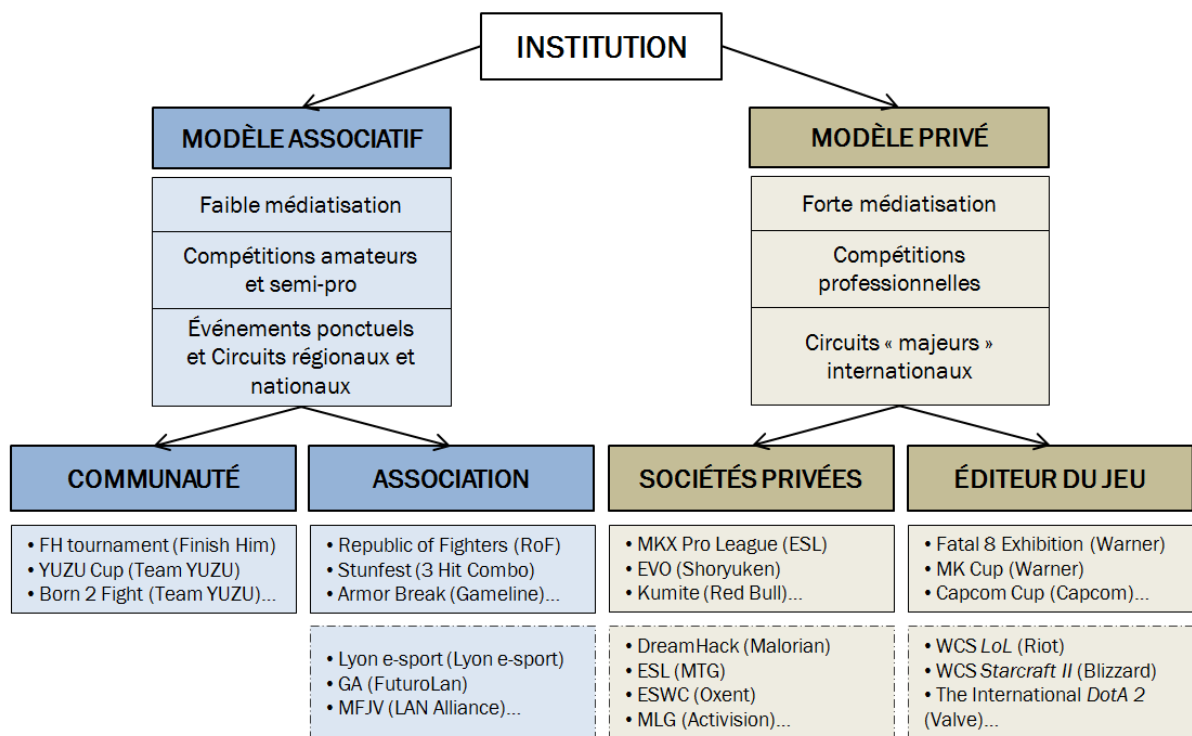 INSTITUTION
MODÈLE ASSOCIATIF
Faible médiatisation
Compétitions amateurs
et semi-pro
Événements ponctuels
et Circuits régionaux et
nationaux
MODÈLE PRIVÉ
Forte médiatisation
Compétitions
professionnelles
Circuits « majeurs »
internationaux
COMMUNAUTÉ
• FH tournament (Finish Him)
• YUZU Cup (Team YUZU)
• Born 2 Fight (Team YUZU)...
ASSOCIATION
• Republic of Fighters (RoF)
• Stunfest (3 Hit Combo)
• Armor Break (Gameline)...
• Lyon e-sport (Lyon e-sport)
• GA (FuturoLan)
• MFJV (LAN Alliance)...
SOCIÉTÉS PRIVÉES
• MKX Pro League (ESL)
• EVO (Shoryuken)
• Kumite (Red Bull)...
• DreamHack (Malorian)
• ESL (MTG)
• ESWC (Oxent)
• MLG (Activision)...
ÉDITEUR DU JEU
• Fatal 8 Exhibition (Warner)
• MK Cup (Warner)
• Capcom Cup (Capcom)...
• WCS LoL (Riot)
• WCS Starcraft II (Blizzard)
• The International DotA 2
(Valve)...